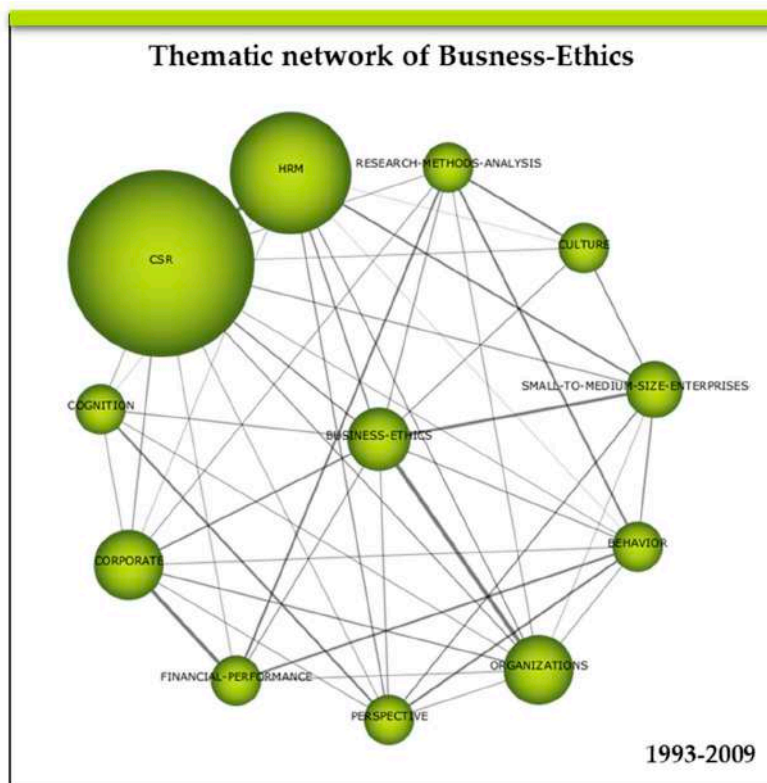 Thematic network of Busness-Ethics
HRM
RESEARCH-METHODS-ANALYSIS
CULTURE
CSR
SMALL-TO-MEDIUM-SIZE-ENTERPRISES
COGNITION
BUSINESS-ETHICS
BEHAVIOR
CORPORATE
ORGANIZATIONS
FINANCIAL-PERFORMANCE
PERSPECTIVE
1993-2009